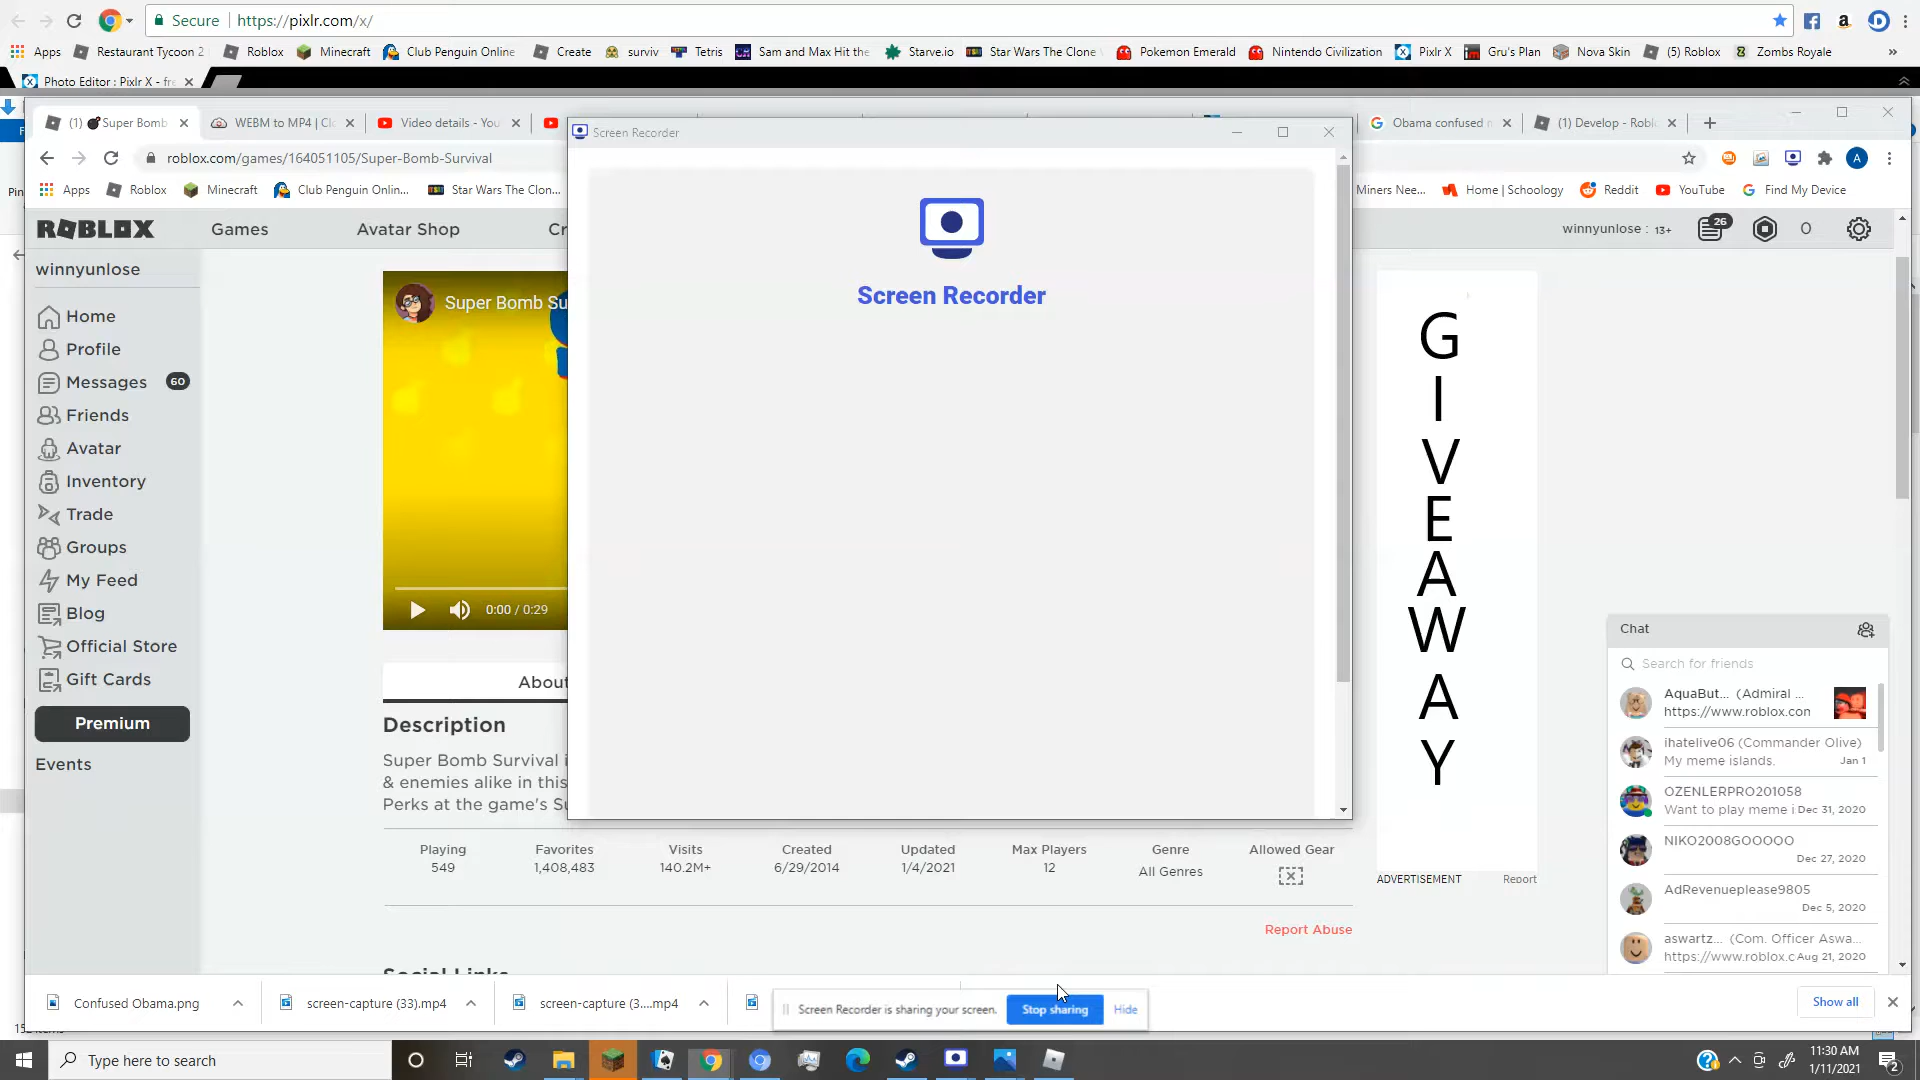 Secure | https://pixlr.com/x/
Apps Restaurant Tycoon 2 Roblox Minecraft Club Penguin Online Create surviv Tetris Sam and Max Hit the Starve.io Star Wars The Clone Pokemon Emerald Nintendo Civilization Pixlr X Gru's Plan Nova Skin (5) Roblox Zombs Royale »
Photo Editor : Pixlr X - fre
(1) Super Bomb WEBM to MP4 | Cl Video details - You Obama confused (1) Develop - Robl
Screen Recorder
roblox.com/games/164051105/Super-Bomb-Survival
A
Apps Roblox Minecraft Club Penguin Onlin... Star Wars The Clon... Miners Nee... Home | Schoology Reddit YouTube Find My Device
ROBLOX Games Avatar Shop Cr winnyunlose : 13+ 26 0
winnyunlose
Home
Profile
Messages 60
Friends
Avatar
Inventory
Trade
Groups
My Feed
Blog
Official Store
Gift Cards
Premium
Events
Super Bomb Su
0:00 / 0:29
Screen Recorder
About
Description
Super Bomb Survival i
& enemies alike in this
Perks at the game's Su
Playing Favorites Visits Created Updated Max Players Genre Allowed Gear
549 1,408,483 140.2M+ 6/29/2014 1/4/2021 12 All Genres
Report Abuse
Social Links
G
I
V
E
A
W
A
Y
ADVERTISEMENT Report
Chat
Search for friends
AquaBut... (Admiral ...
https://www.roblox.con
ihatelive06 (Commander Olive)
My meme islands. Jan 1
OZENLERPRO201058
Want to play meme i Dec 31, 2020
NIKO2008GOOOOO
Dec 27, 2020
AdRevenueplease9805
Dec 5, 2020
aswartz... (Com. Officer Aswa...
https://www.roblox.c Aug 21, 2020
Confused Obama.png screen-capture (33).mp4 screen-capture (3....mp4 Show all
Screen Recorder is sharing your screen. Stop sharing Hide
Type here to search
11:30 AM
1/11/2021
2